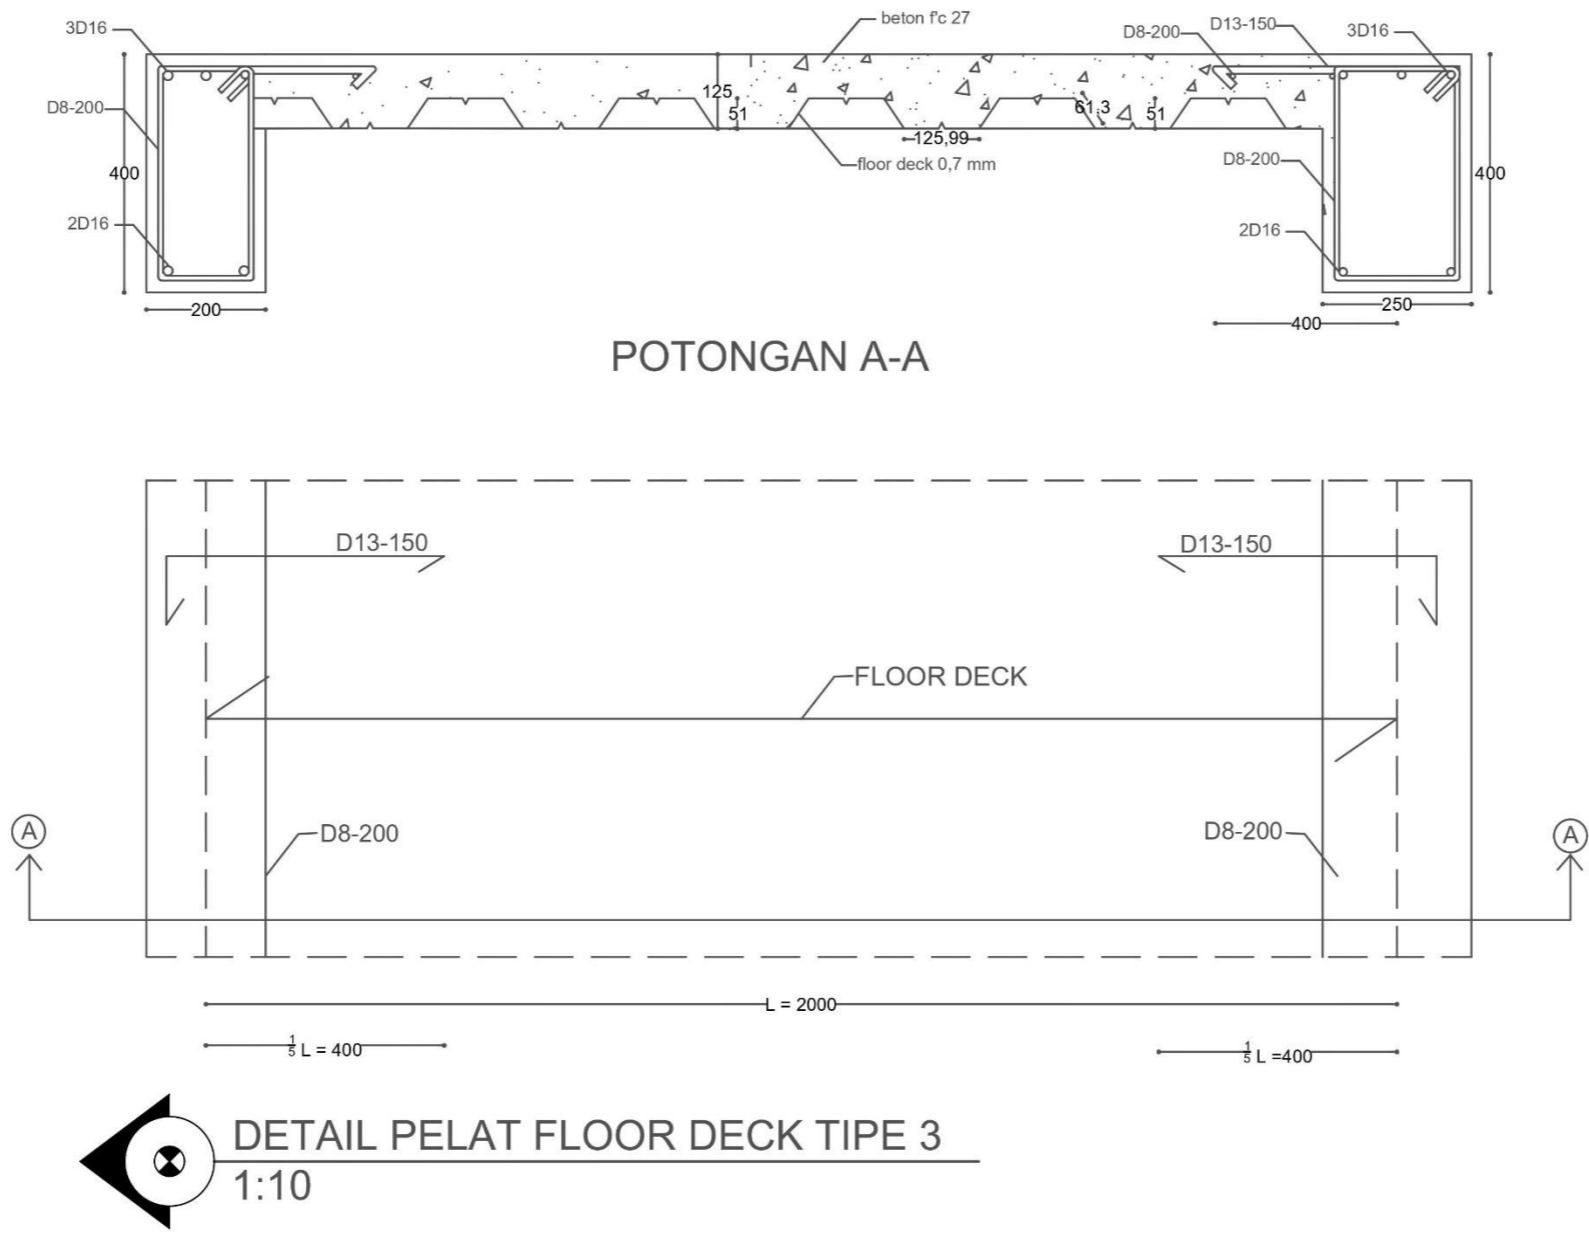 3D16
beton f'c 27
D8-200
D13-150
3D16
D8-200
125
51
61.3
51
125,99
floor deck 0,7 mm
400
D8-200
400
2D16
2D16
200
250
400
POTONGAN A-A
D13-150
D13-150
FLOOR DECK
D8-200
D8-200
A
A
L = 2000
1/5 L = 400
1/5 L =400
DETAIL PELAT FLOOR DECK TIPE 3
1:10